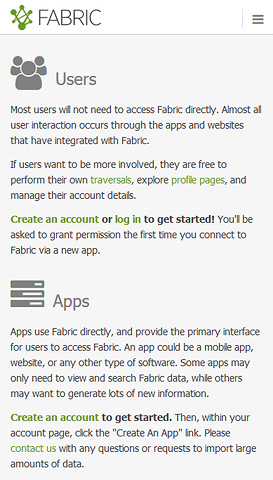 FABRIC
Users
Most users will not need to access Fabric directly. Almost all
user interaction occurs through the apps and websites
that have integrated with Fabric.
If users want to be more involved, they are free to
perform their own traversals, explore profile pages, and
manage their account details.
Create an account or log in to get started! You'll be
asked to grant permission the first time you connect to
Fabric via a new app.
Apps
Apps use Fabric directly, and provide the primary interface
for users to access Fabric. An app could be a mobile app,
website, or any other type of software. Some apps may
only need to view and search Fabric data, while others
may want to generate lots of new information.
Create an account to get started. Then, within your
account page, click the "Create An App" link. Please
contact us with any questions or requests to import large
amounts of data.